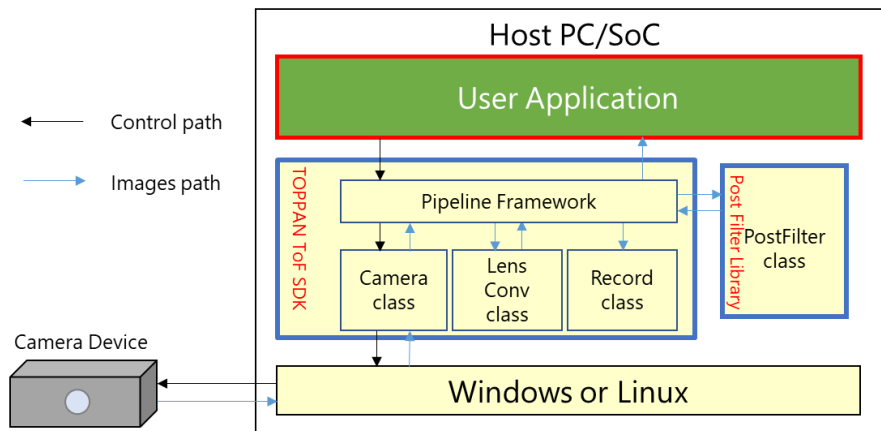 Host PC/SoC
User Application
Control path
Images path
TOPPAN ToF SDK
Pipeline Framework
Post Filter Library
PostFilter
class
Camera
class
Lens
Conv
class
Record
class
Camera Device
Windows or Linux